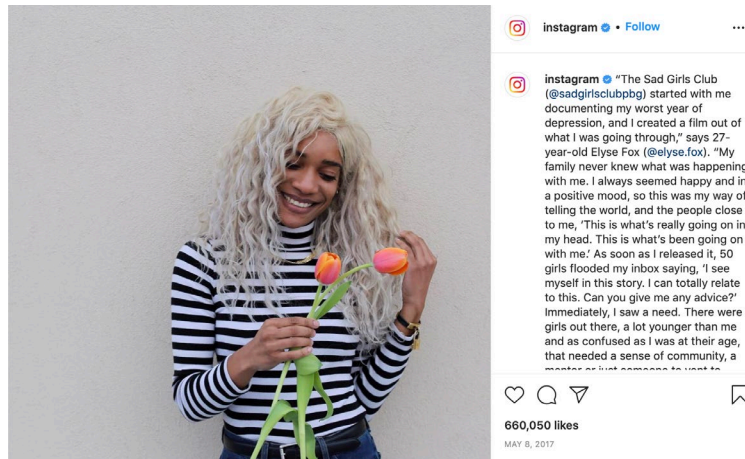 instagram • Follow
instagram "The Sad Girls Club
(@sadgirlsclubpbg) started with me
documenting my worst year of
depression, and I created a film out of
what I was going through," says 27-
year-old Elyse Fox (@elyse.fox). "My
family never knew what was happening
with me. I always seemed happy and in
a positive mood, so this was my way of
telling the world, and the people close
to me, 'This is what's really going on in
my head. This is what's been going on
with me.' As soon as I released it, 50
girls flooded my inbox saying, 'I see
myself in this story. I can totally relate
to this. Can you give me any advice?'
Immediately, I saw a need. There were
girls out there, a lot younger than me
and as confused as I was at their age,
that needed a sense of community, a
660,050 likes
MAY 8, 2017